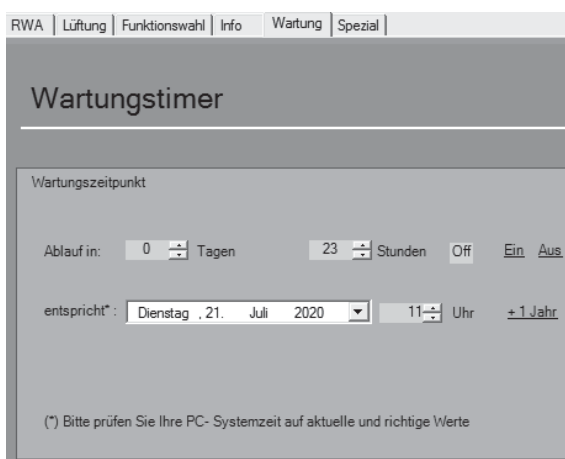 RWA Lüftung Funktionswahl Info Wartung Spezial
Wartungstimer
Wartungszeitpunkt
Ablauf in: 0 Tagen 23 Stunden Off Ein Aus
entspricht* : Dienstag , 21. Juli 2020 11 Uhr + 1 Jahr
(*) Bitte prüfen Sie Ihre PC- Systemzeit auf aktuelle und richtige Werte